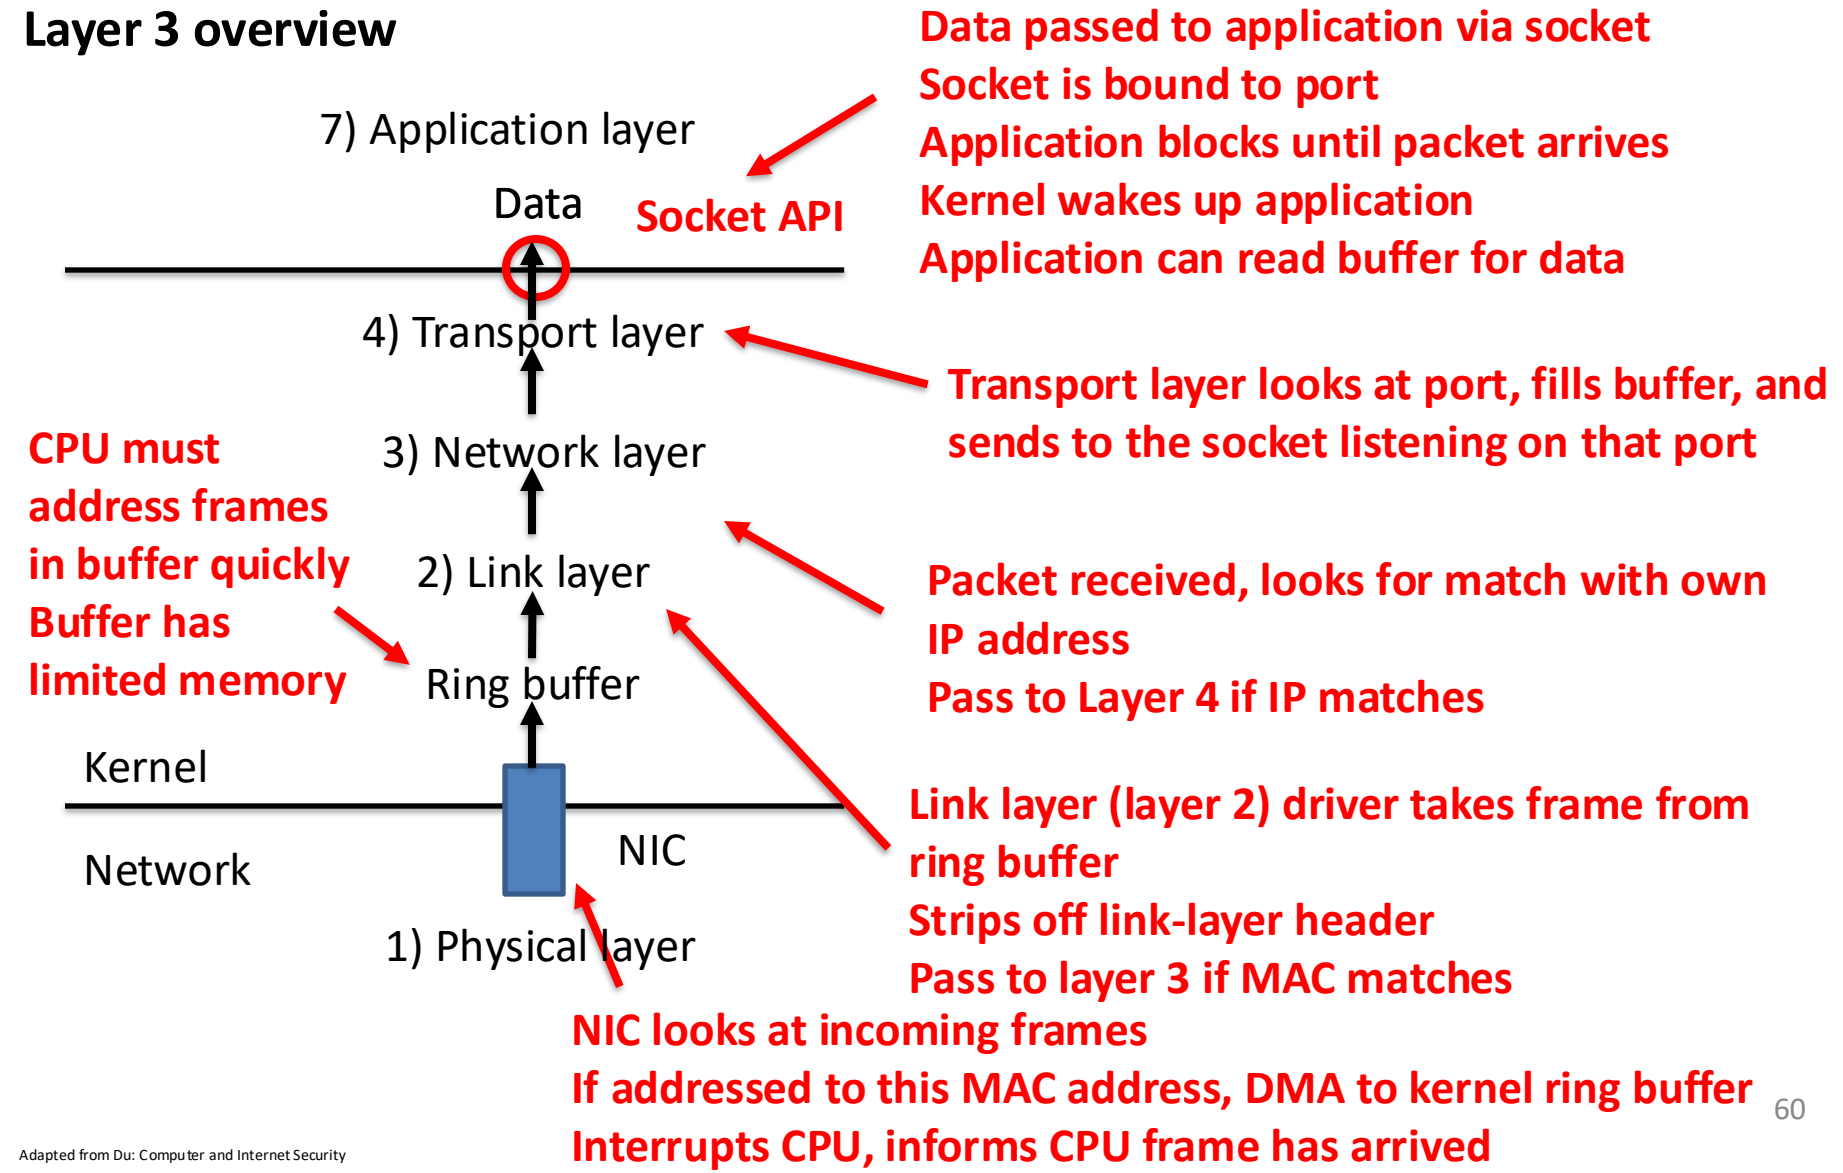 Layer 3 overview
Data passed to application via socket
Socket is bound to port
Application blocks until packet arrives
Kernel wakes up application
Application can read buffer for data
7) Application layer
Data
Socket API
4) Transport layer
Transport layer looks at port, fills buffer, and
sends to the socket listening on that port
3) Network layer
CPU must
address frames
in buffer quickly
Buffer has
limited memory
2) Link layer
Packet received, looks for match with own
IP address
Pass to Layer 4 if IP matches
Ring buffer
Kernel
Link layer (layer 2) driver takes frame from
ring buffer
Strips off link-layer header
Pass to layer 3 if MAC matches
NIC
Network
1) Physical layer
NIC looks at incoming frames
If addressed to this MAC address, DMA to kernel ring buffer
Interrupts CPU, informs CPU frame has arrived
60
Adapted from Du: Computer and Internet Security